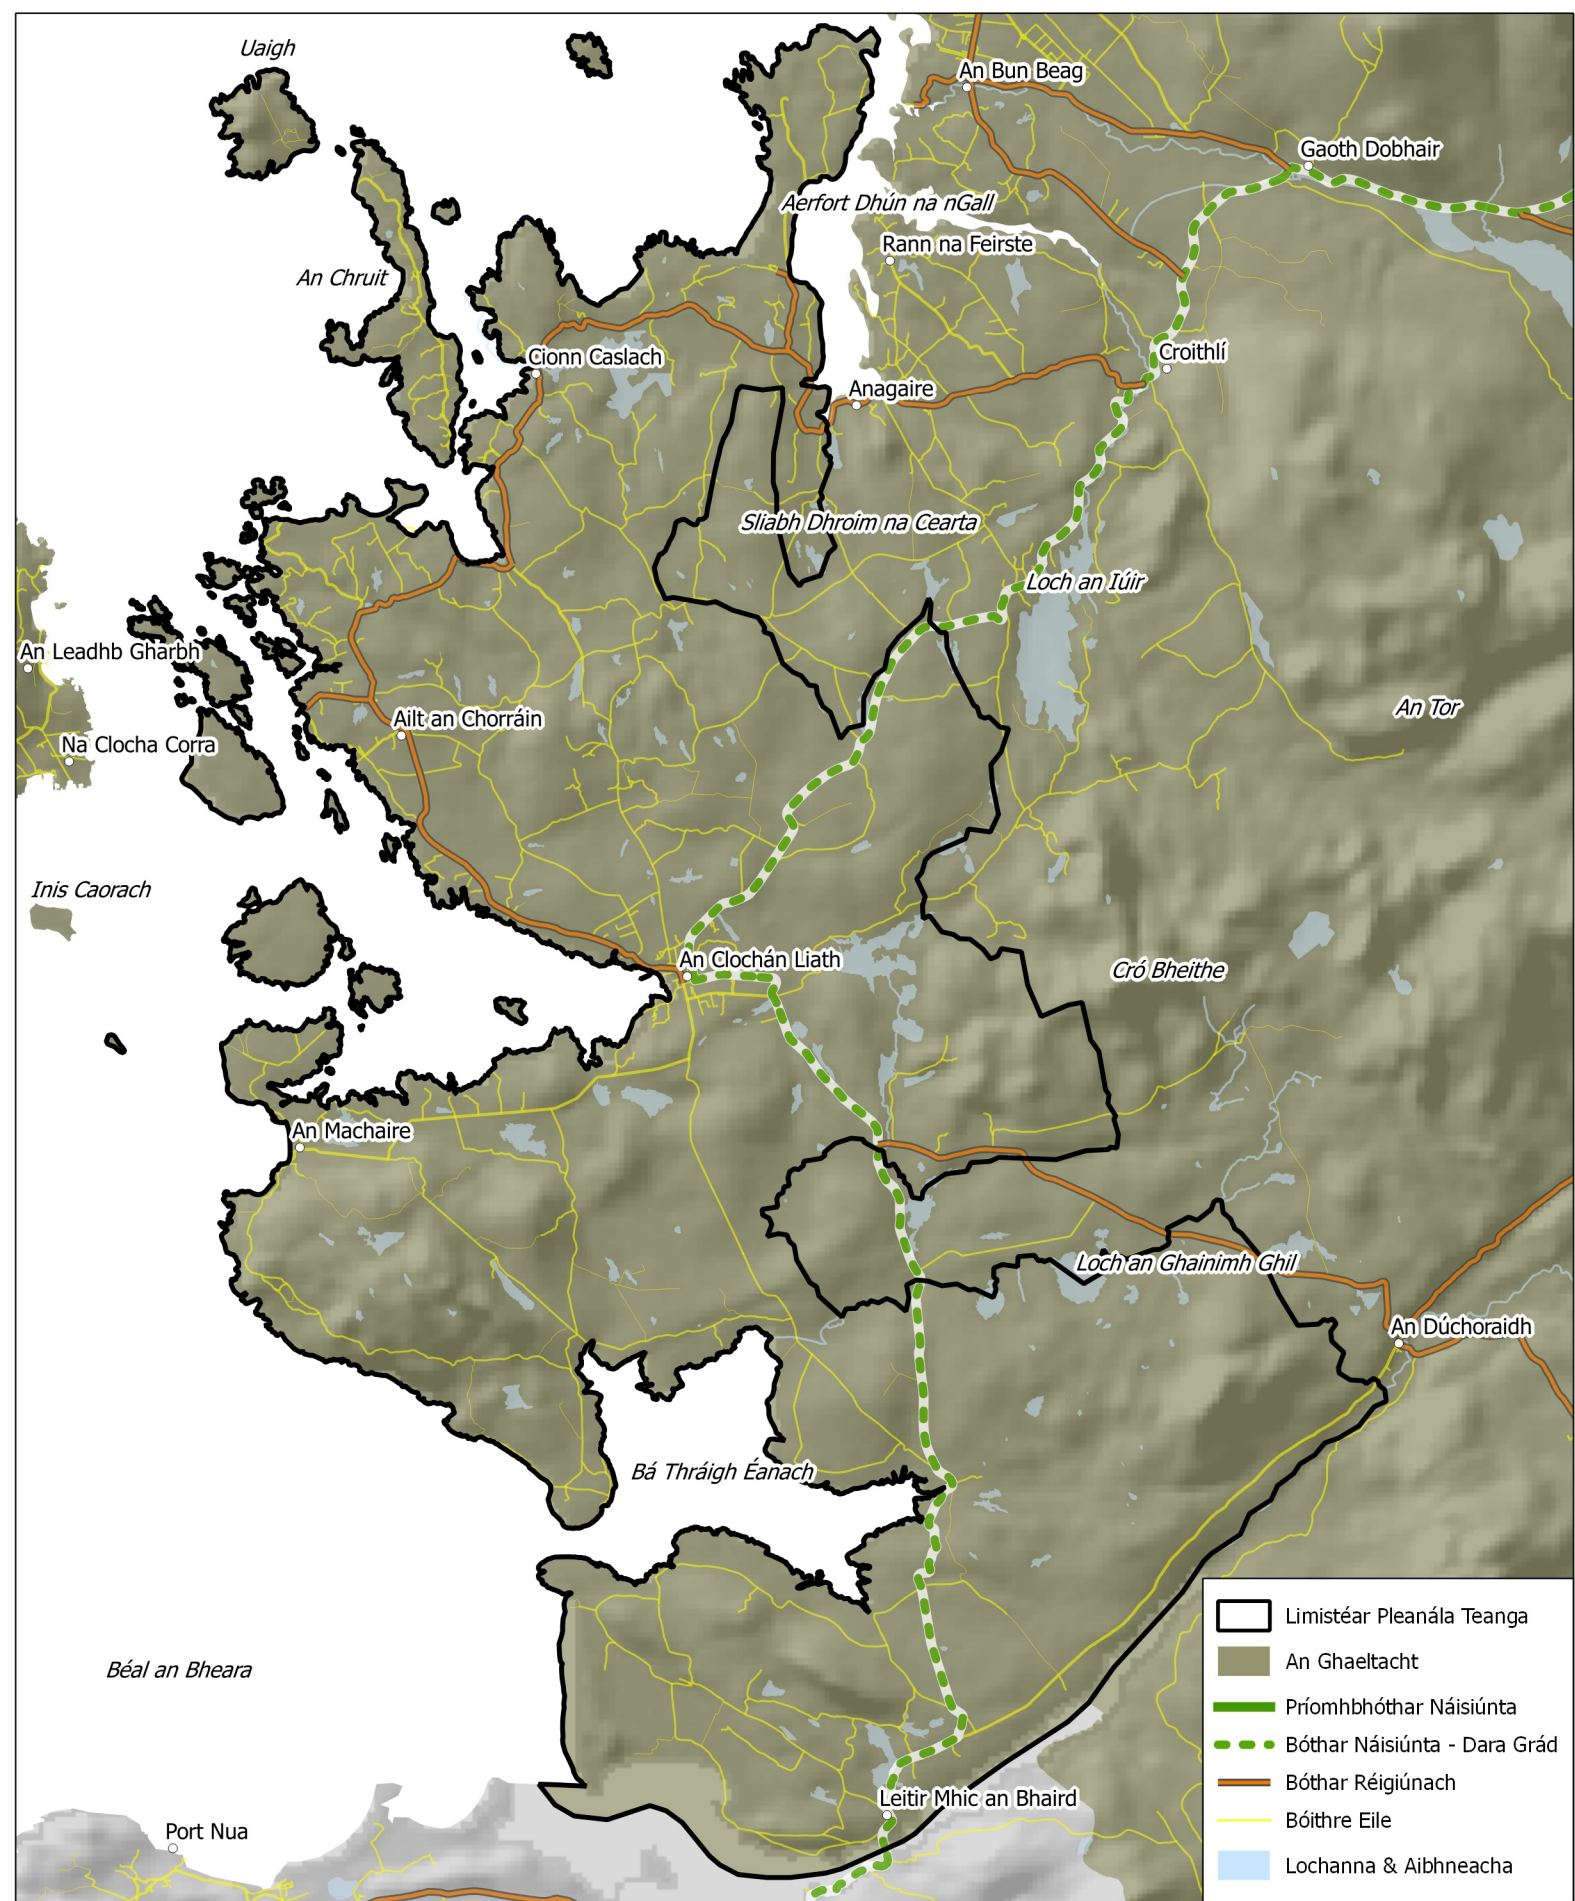 Uaigh
An Bun Beag
Gaoth Dobhair
Aerfort Dhún na nGall
Rann na Feirste
An Chruit
Cionn Caslach
Croithlí
Anagaire
Sliabh Dhroim na Cearta
Loch an Iúir
An Leadhb Gharbh
An Tor
Ailt an Chorráin
Na Clocha Corra
Inis Caorach
An Clochán Liath
Cró Bheithe
An Machaire
Loch an Ghainimh Ghil
An Dúchoraidh
Bá Thráigh Éanach
Béal an Bheara
Leitir Mhic an Bhaird
Port Nua
Limistéar Pleanála Teanga
An Ghaeltacht
Príomhbhóthar Náisiúnta
Bóthar Náisiúnta - Dara Grád
Bóthar Réigiúnach
Bóithre Eile
Lochanna & Aibhneacha